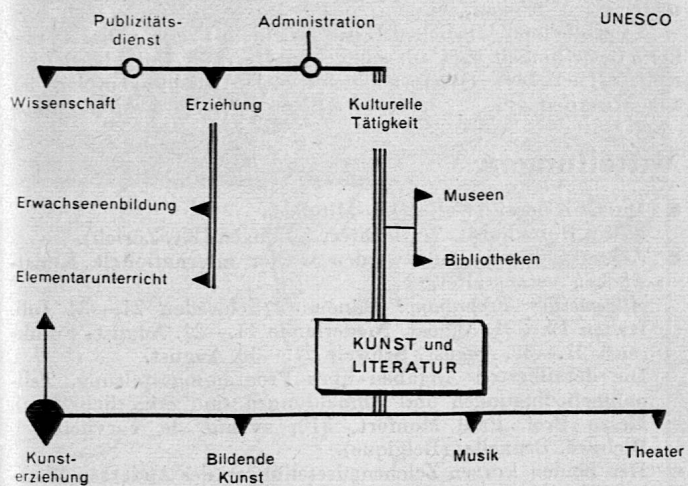 Publizitäts-
dienst
Administration
UNESCO
Wissenschaft
Erziehung
Kulturelle
Tätigkeit
Erwachsenenbildung
Museen
Elementarunterricht
Bibliotheken
KUNST und
LITERATUR
Kunst-
erziehung
Bildende
Kunst
Musik
Theater